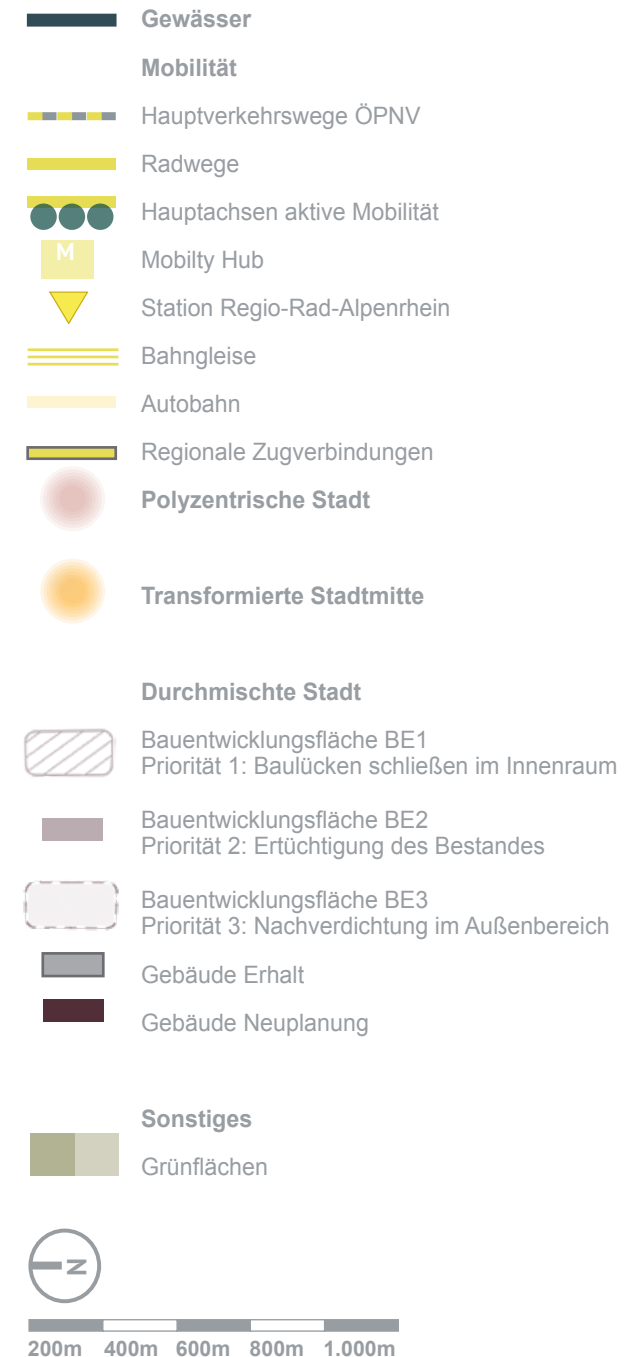 Gewässer
Mobilität
Hauptverkehrswege ÖPNV
Radwege
Hauptachsen aktive Mobilität
M
Mobilty Hub
Station Regio-Rad-Alpenrhein
Bahngleise
Autobahn
Regionale Zugverbindungen
Polyzentrische Stadt
Transformierte Stadtmitte
Durchmischte Stadt
Bauentwicklungsfläche BE1
Priorität 1: Baulücken schließen im Innenraum
Bauentwicklungsfläche BE2
Priorität 2: Ertüchtigung des Bestandes
Bauentwicklungsfläche BE3
Priorität 3: Nachverdichtung im Außenbereich
Gebäude Erhalt
Gebäude Neuplanung
Sonstiges
Grünflächen
N
200m 400m 600m 800m 1.000m